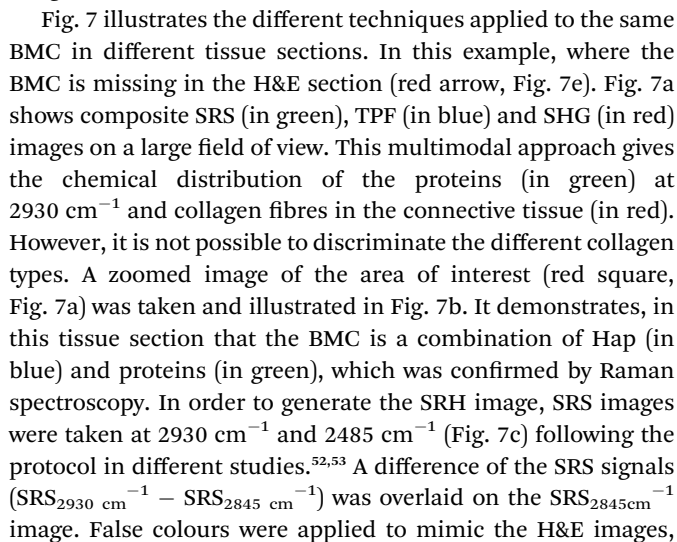 Fig. 7 illustrates the different techniques applied to the same
BMC in different tissue sections. In this example, where the
BMC is missing in the H&E section (red arrow, Fig. 7e). Fig. 7a
shows composite SRS (in green), TPF (in blue) and SHG (in red)
images on a large field of view. This multimodal approach gives
the chemical distribution of the proteins (in green) at
2930 cm⁻¹ and collagen fibres in the connective tissue (in red).
However, it is not possible to discriminate the different collagen
types. A zoomed image of the area of interest (red square,
Fig. 7a) was taken and illustrated in Fig. 7b. It demonstrates, in
this tissue section that the BMC is a combination of Hap (in
blue) and proteins (in green), which was confirmed by Raman
spectroscopy. In order to generate the SRH image, SRS images
were taken at 2930 cm⁻¹ and 2485 cm⁻¹ (Fig. 7c) following the
protocol in different studies.⁵²,⁵³ A difference of the SRS signals
(SRS₂₉₃₀ cm⁻¹ − SRS₂₈₄₅ cm⁻¹) was overlaid on the SRS₂₈₄₅cm⁻¹
image. False colours were applied to mimic the H&E images,